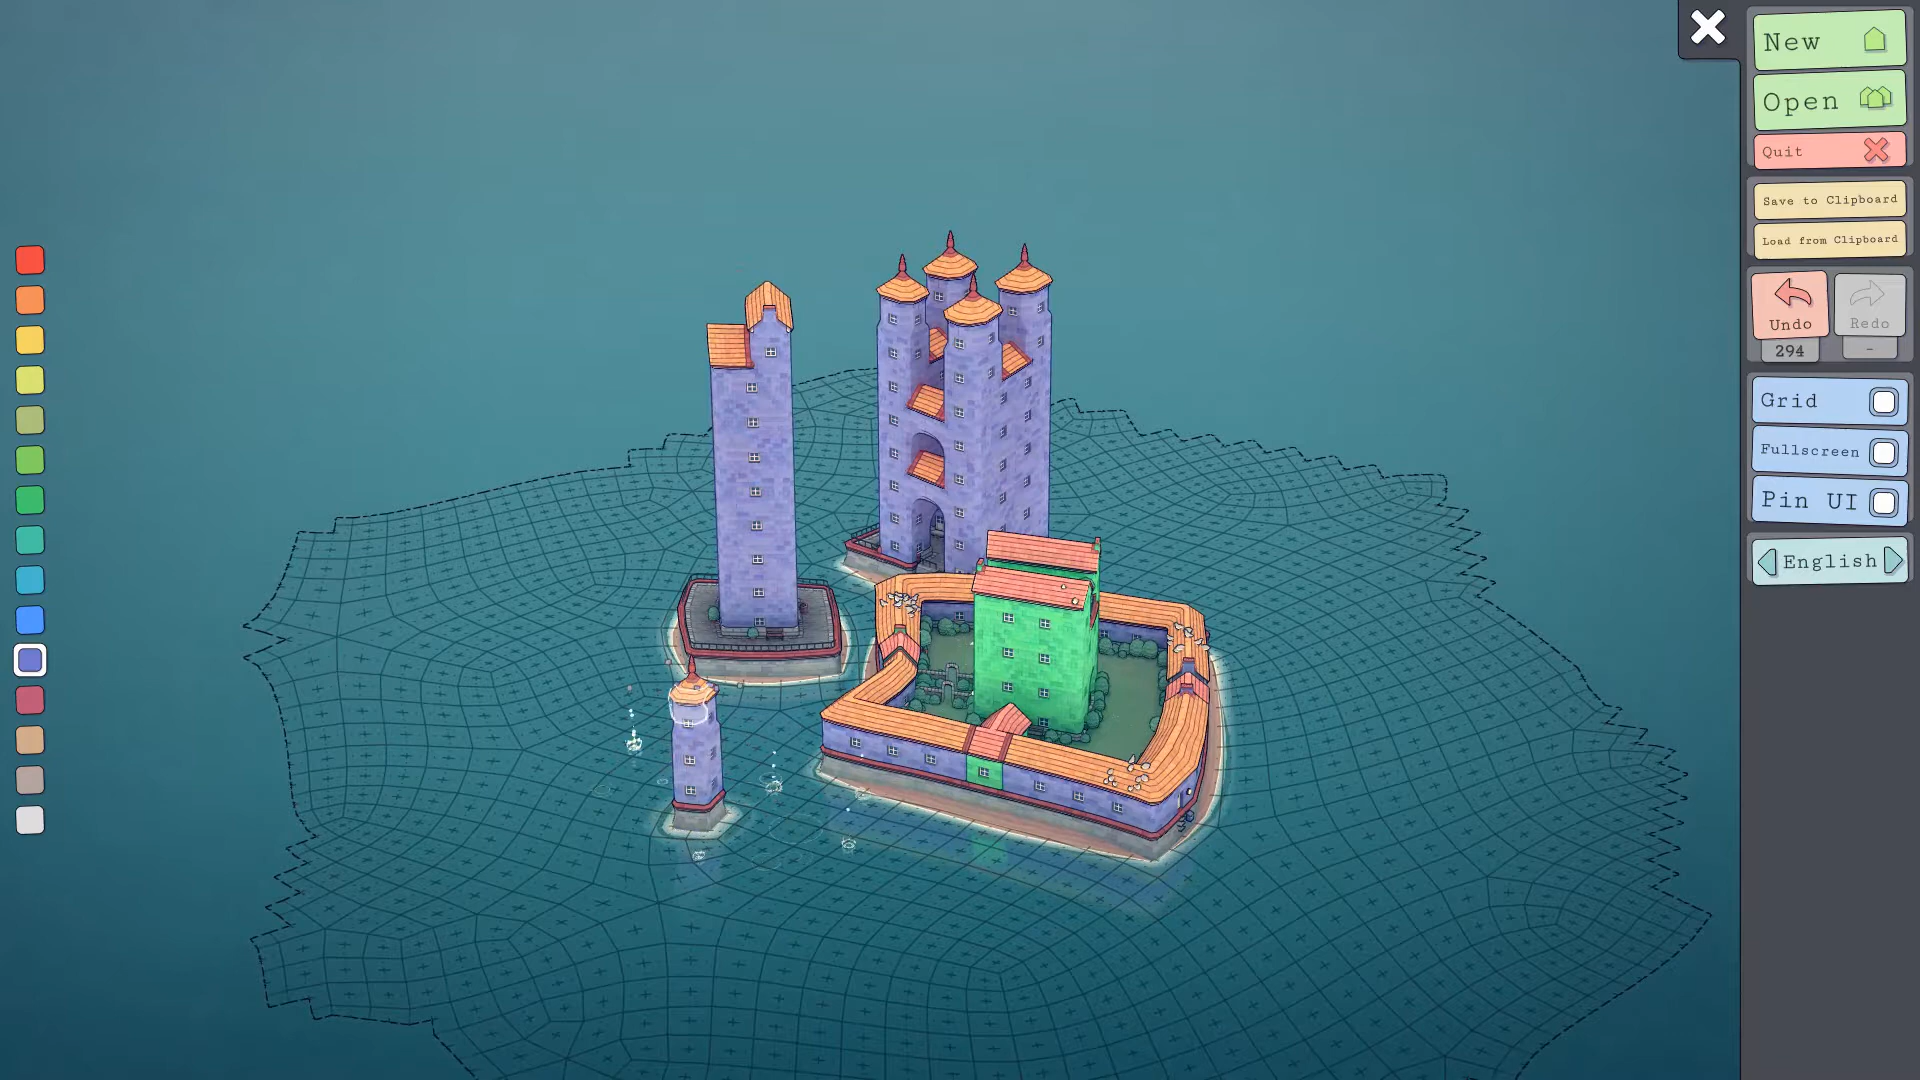 New
Open
Quit
Save to Clipboard
Load from Clipboard
Undo
Redo
294
-
Grid
Fullscreen
Pin UI
English